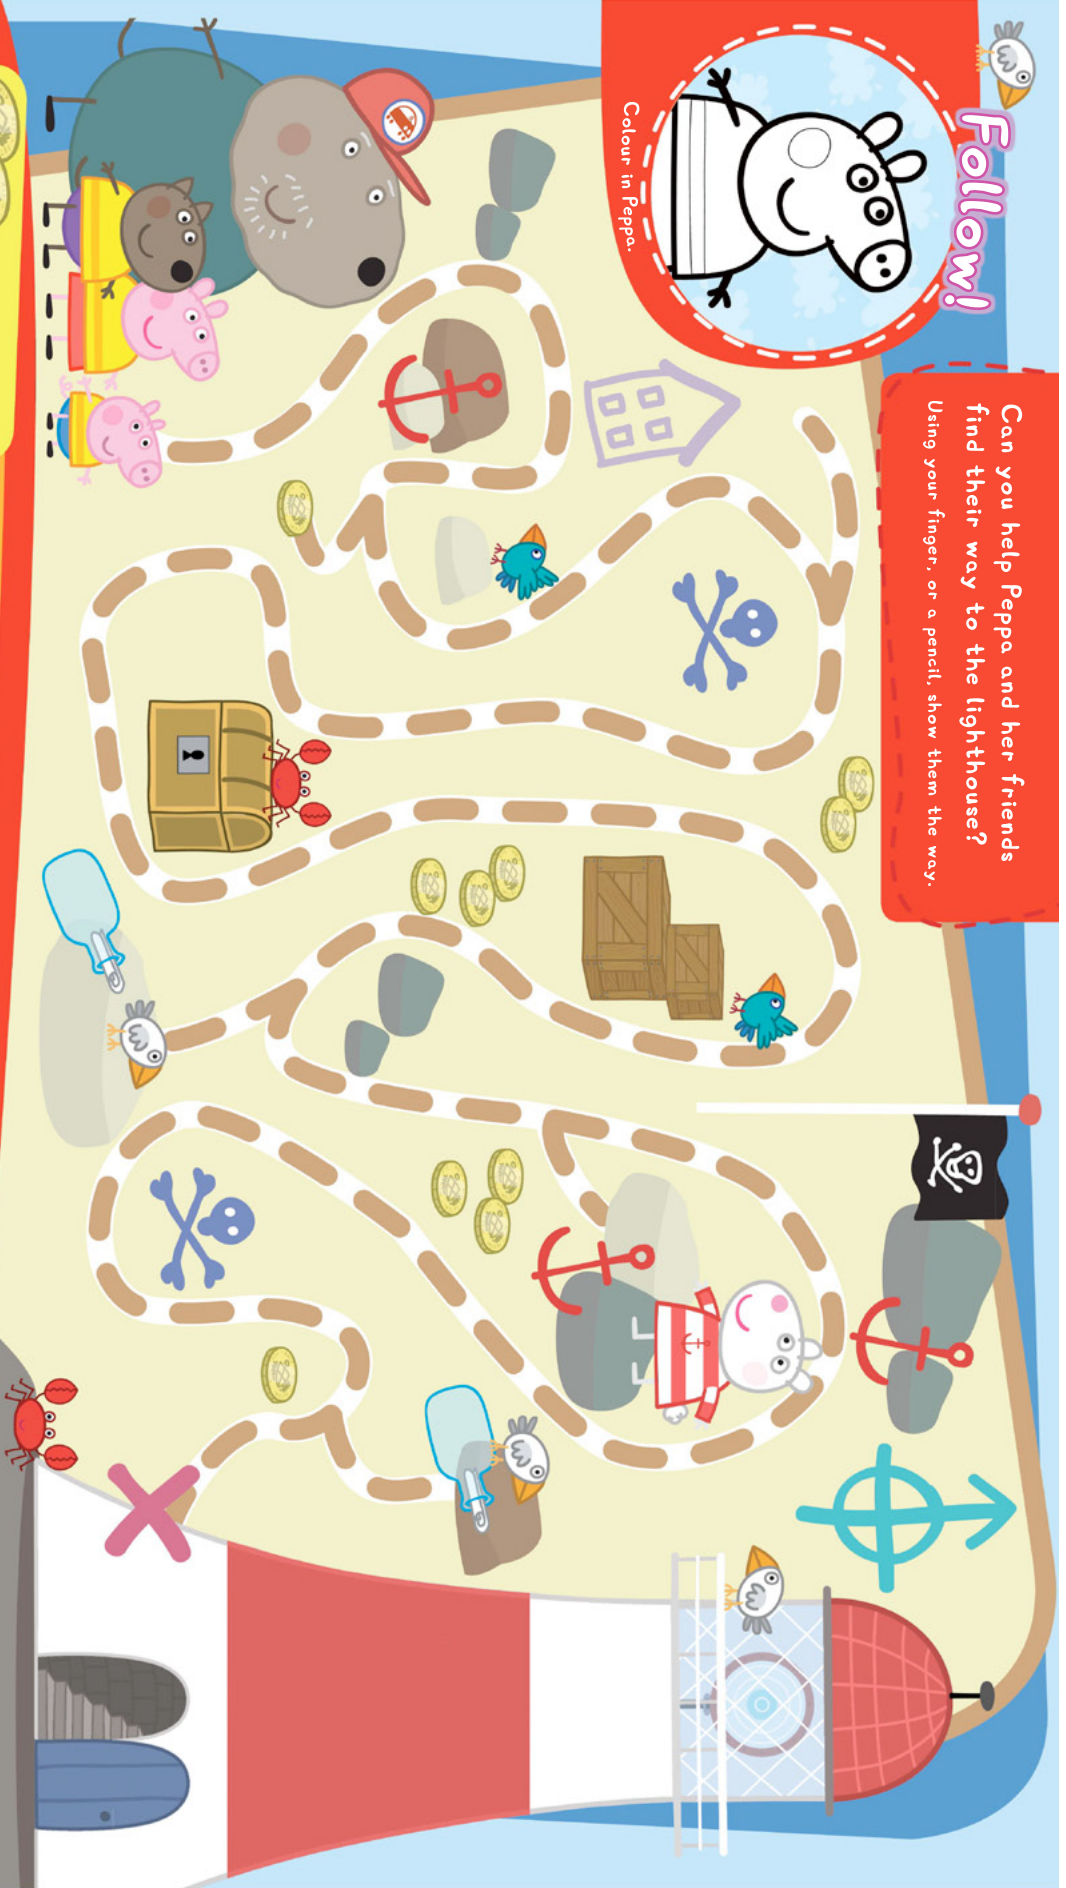 Follow!
Colour in Peppa.
Can you help Peppa and her friends
find their way to the lighthouse?
Using your finger, or a pencil, show them the way.